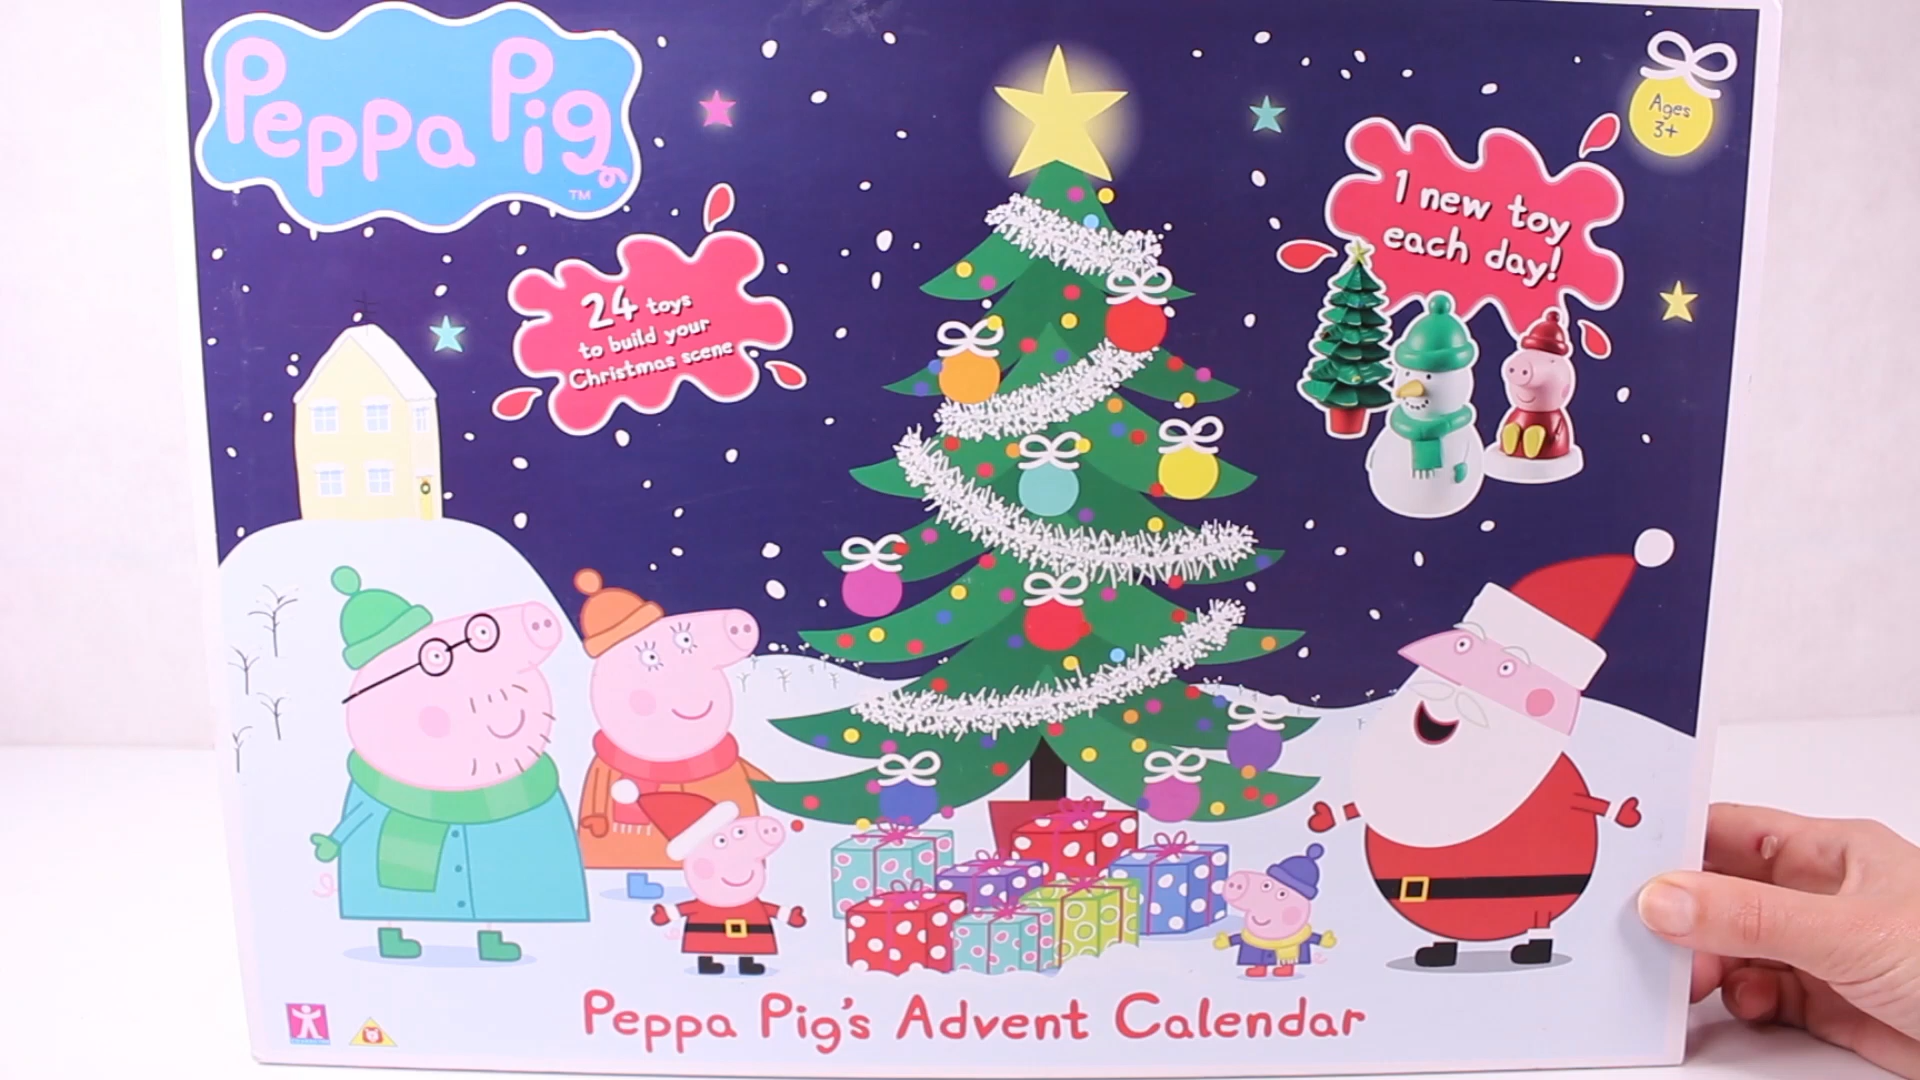 Peppa Pig
TM
Ages
3+
1 new toy
each day!
24 toys
to build your
Christmas scene
Peppa Pig's Advent Calendar